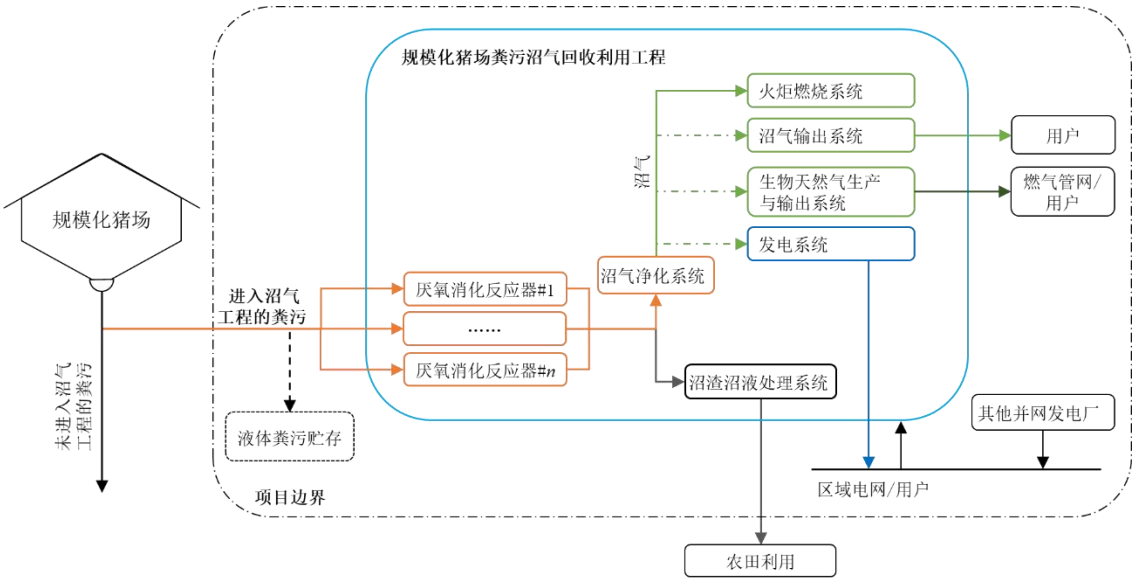 规模化猪场粪污沼气回收利用工程
火炬燃烧系统
沼气输出系统
用户
沼气
生物天然气生产
与输出系统
燃气管网/
用户
规模化猪场
发电系统
沼气净化系统
进入沼气
工程的粪污
厌氧消化反应器#1
......
厌氧消化反应器#n
未进入沼气
工程的粪污
沼渣沼液处理系统
液体粪污贮存
其他并网发电厂
区域电网/用户
项目边界
农田利用